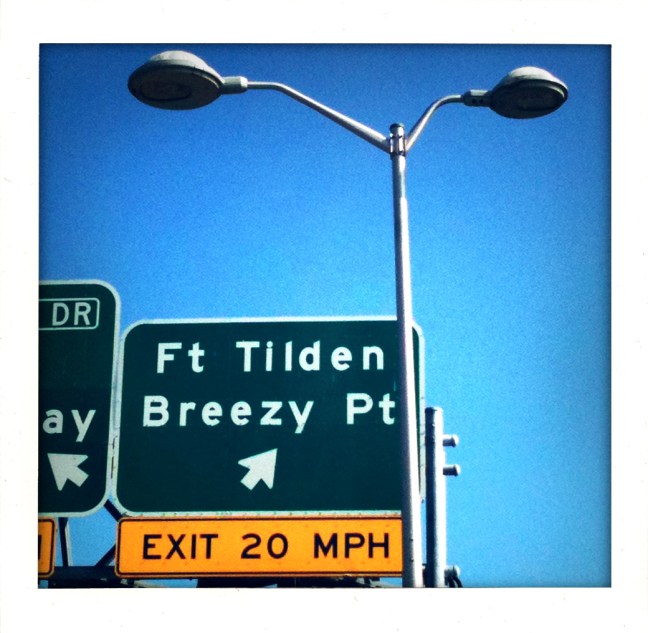 DR
ay
Ft Tilden
Breezy Pt
EXIT 20 MPH